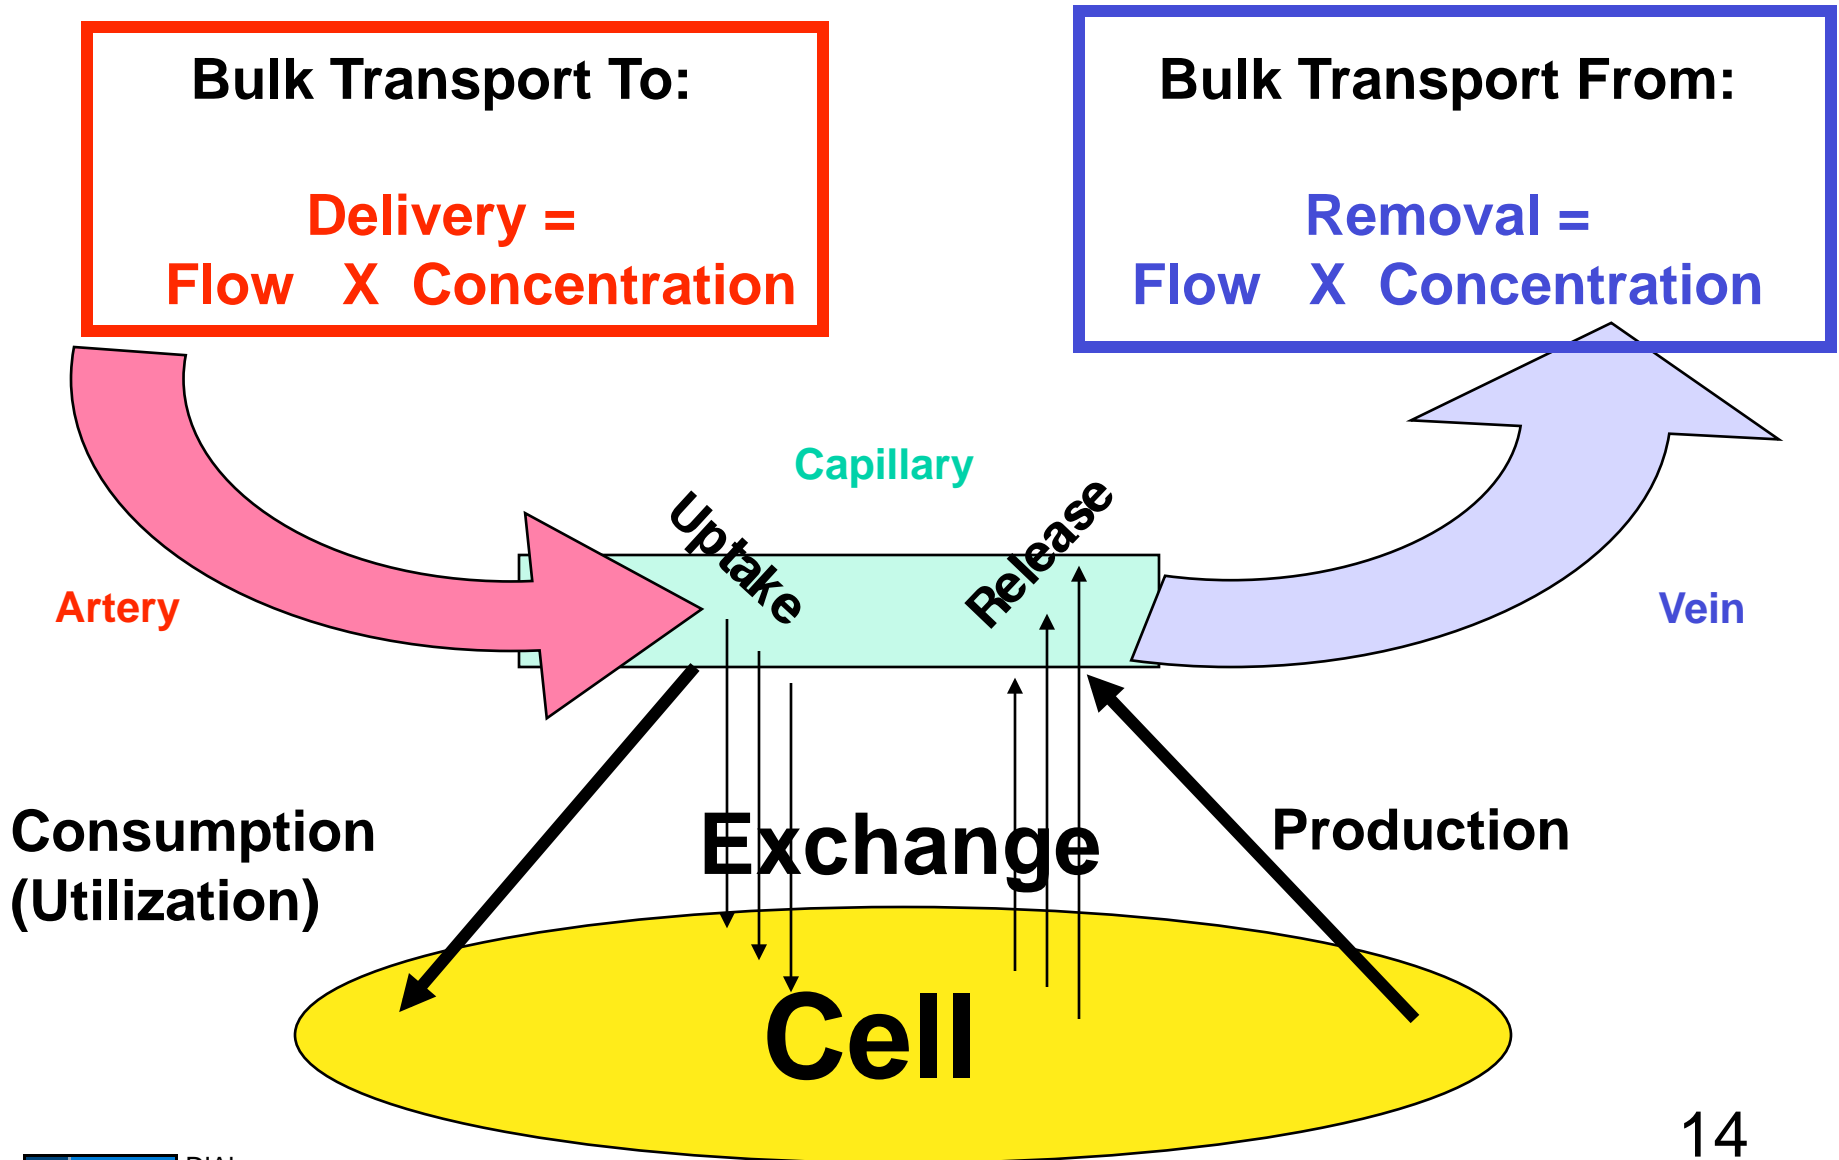 Bulk Transport To:
Delivery =
Flow X Concentration
Bulk Transport From:
Removal =
Flow X Concentration
Capillary
Uptake
Release
Artery
Vein
Consumption
(Utilization)
Exchange
Production
Cell
14